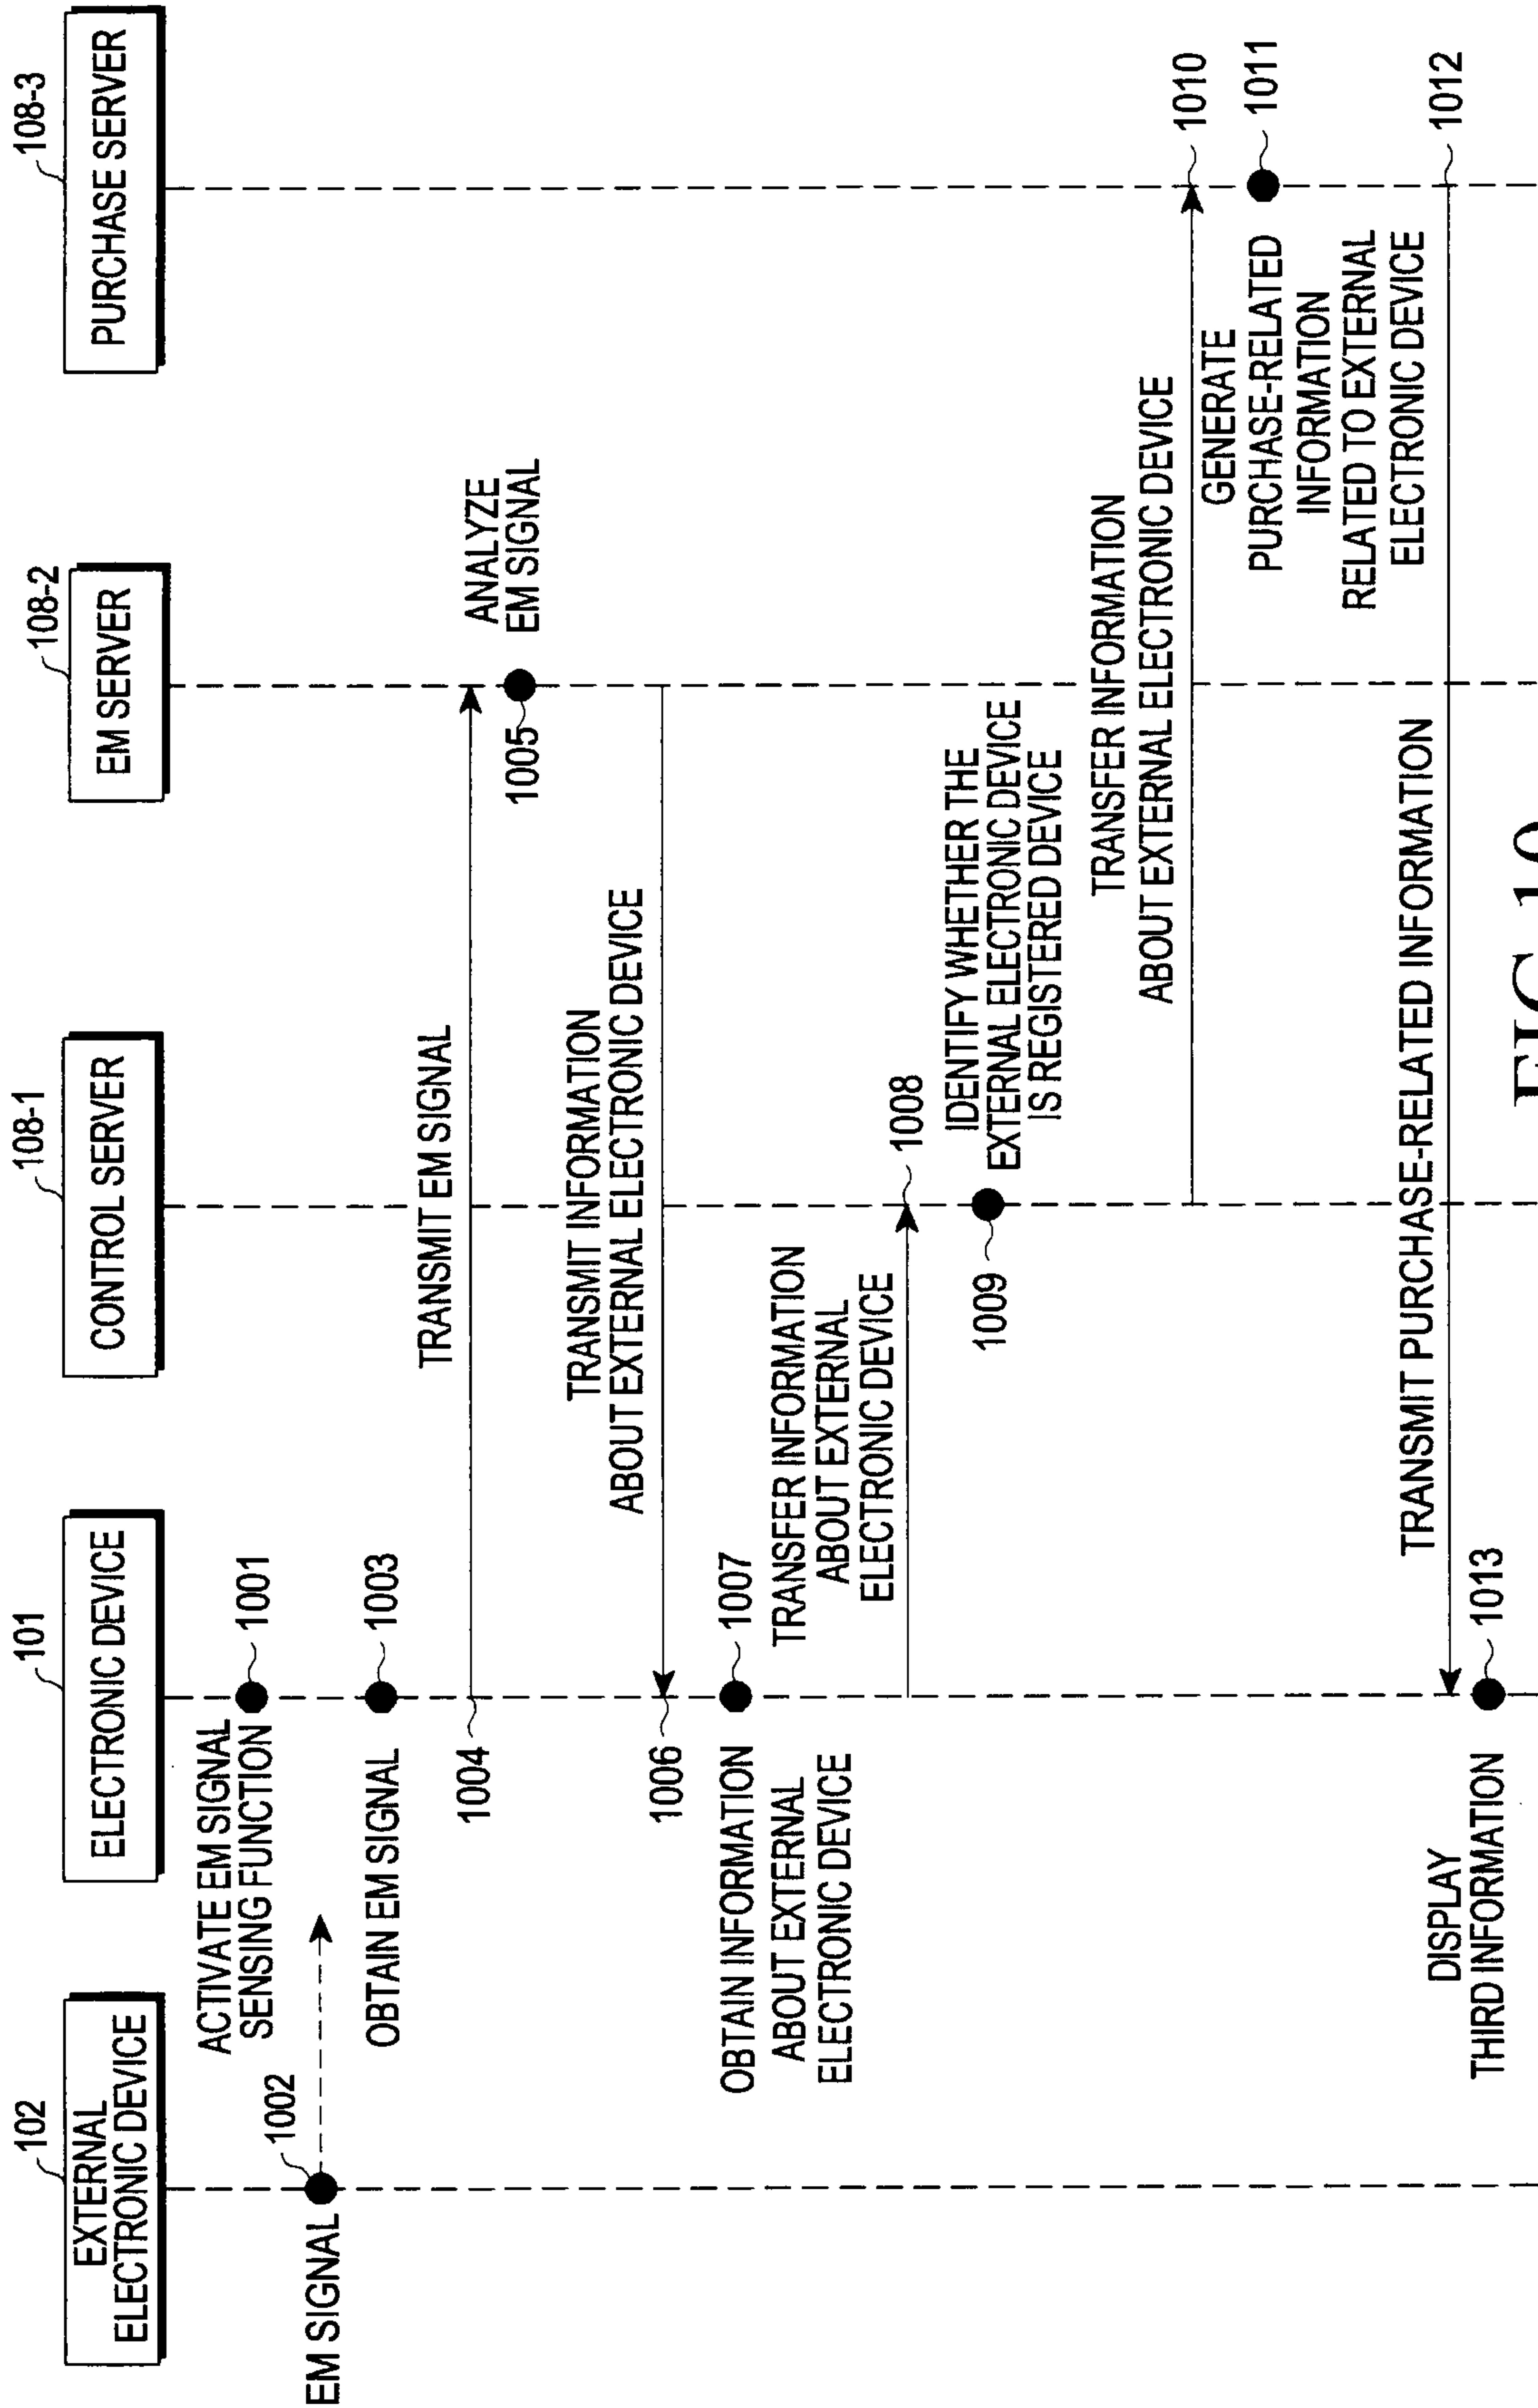 102
EXTERNAL
ELECTRONIC DEVICE
101
ELECTRONIC DEVICE
108-1
CONTROL SERVER
108-2
EM SERVER
108-3
PURCHASE SERVER
ACTIVATE EM SIGNAL
SENSING FUNCTION
1001
1002
EM SIGNAL
OBTAIN EM SIGNAL
1003
TRANSMIT EM SIGNAL
1004
ANALYZE
EM SIGNAL
1005
TRANSMIT INFORMATION
ABOUT EXTERNAL ELECTRONIC DEVICE
1006
OBTAIN INFORMATION
ABOUT EXTERNAL
ELECTRONIC DEVICE
1007
TRANSFER INFORMATION
ABOUT EXTERNAL
ELECTRONIC DEVICE
1008
IDENTIFY WHETHER THE
EXTERNAL ELECTRONIC DEVICE
IS REGISTERED DEVICE
1009
TRANSFER INFORMATION
ABOUT EXTERNAL ELECTRONIC DEVICE
1010
GENERATE
PURCHASE-RELATED
INFORMATION
RELATED TO EXTERNAL
ELECTRONIC DEVICE
1011
TRANSMIT PURCHASE-RELATED INFORMATION
1012
DISPLAY
THIRD INFORMATION
1013
FIG. 10